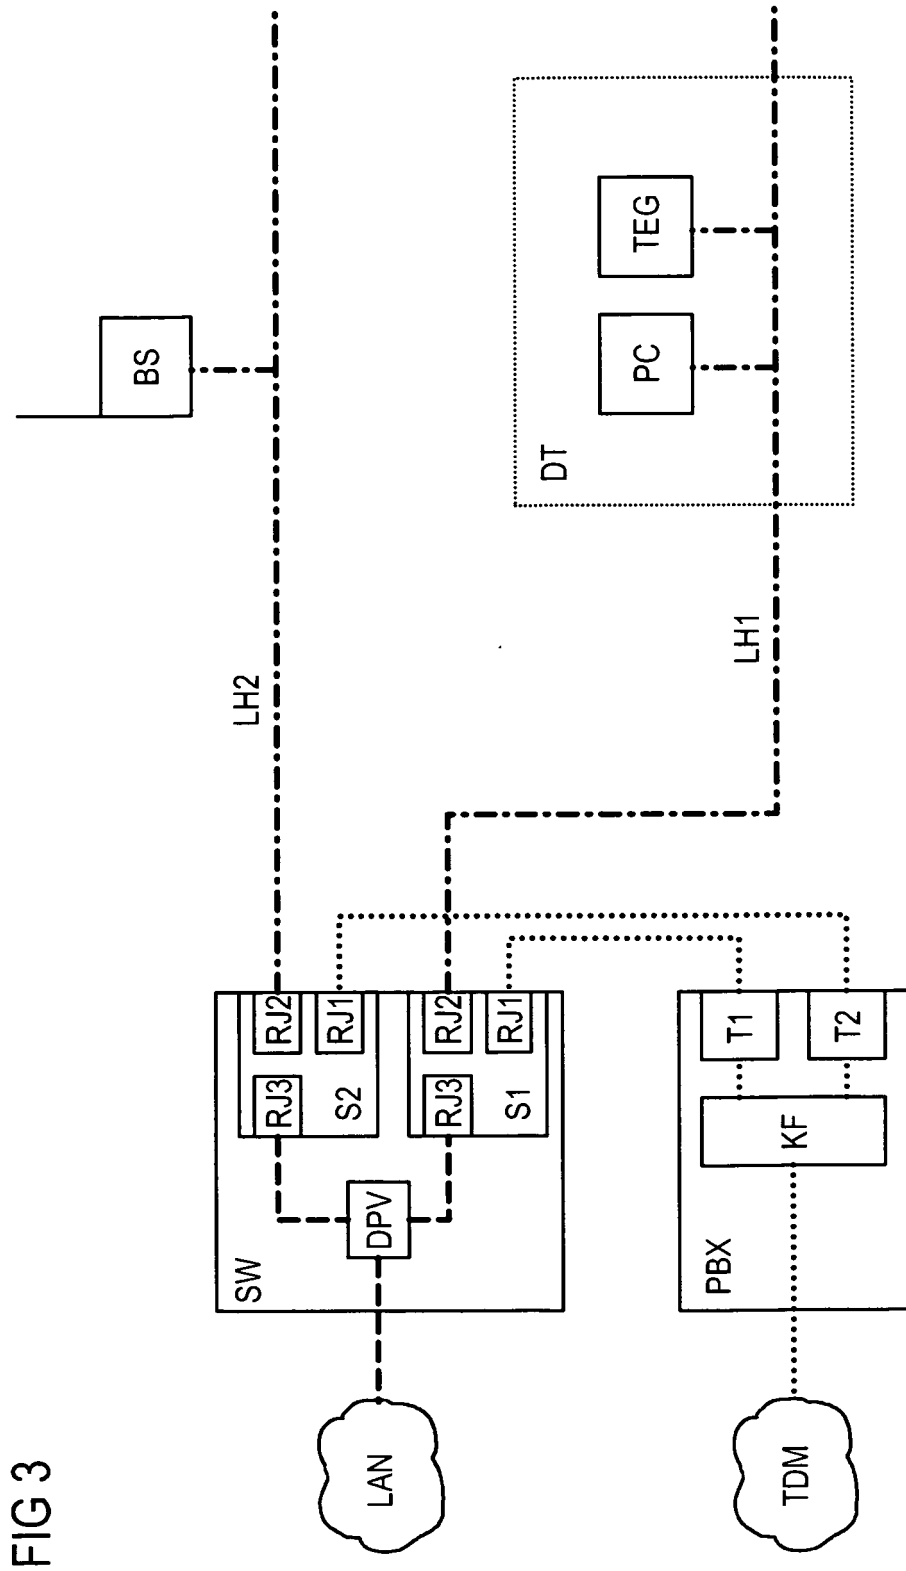 FIG 3
LAN
SW
DPV
RJ3
S2
RJ2
RJ1
RJ3
S1
RJ2
RJ1
LH2
BS
LH1
DT
PC
TEG
TDM
PBX
KF
T1
T2